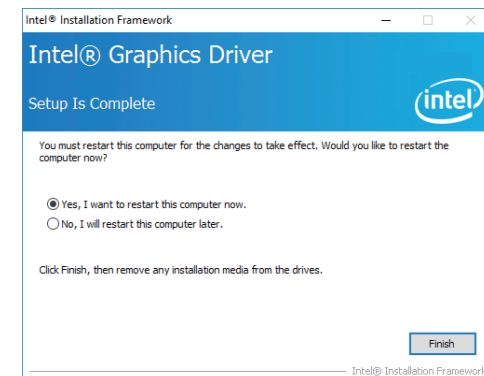 Intel® Installation Framework
Intel® Graphics Driver
Setup Is Complete
intel
You must restart this computer for the changes to take effect. Would you like to restart the
computer now?
Yes, I want to restart this computer now.
No, I will restart this computer later.
Click Finish, then remove any installation media from the drives.
Finish
Intel® Installation Framework